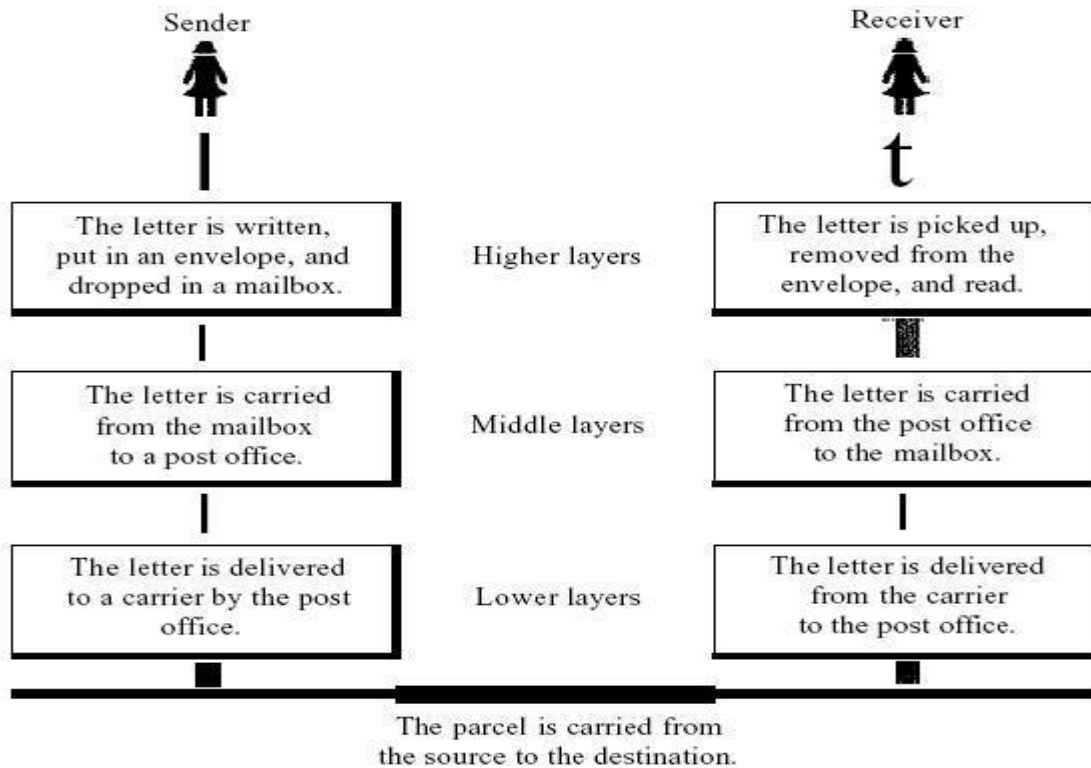 Sender
Receiver
t
The letter is written,
put in an envelope, and
dropped in a mailbox.
Higher layers
The letter is picked up,
removed from the
envelope, and read.
The letter is carried
from the mailbox
to a post office.
Middle layers
The letter is carried
from the post office
to the mailbox.
The letter is delivered
to a carrier by the post
office.
Lower layers
The letter is delivered
from the carrier
to the post office.
The parcel is carried from
the source to the destination.